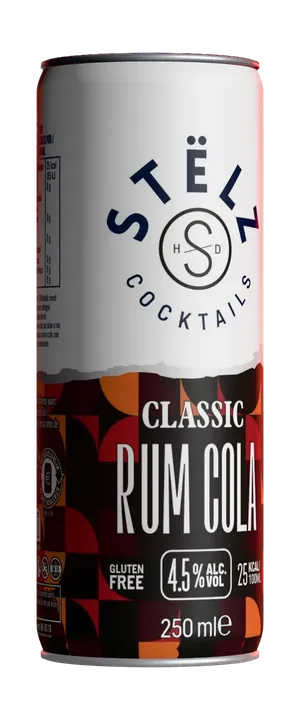 STËLZ
H S D
COCKTAILS
CLASSIC
RUM COLA
GLUTEN
FREE
4.5% ALC.
VOL
25 KCAL/
100ML
250 ml℮